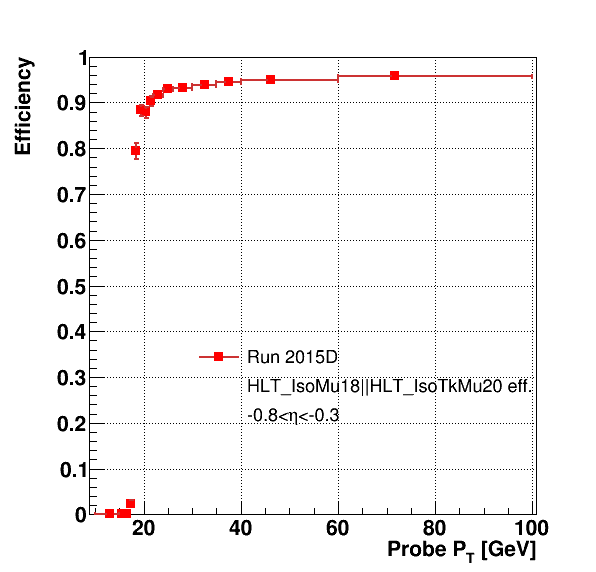 Efficiency
1
0.9
0.8
0.7
0.6
0.5
0.4
0.3
0.2
0.1
0
Run 2015D
HLT_IsoMu18||HLT_IsoTkMu20 eff.
-0.8<η<-0.3
20 40 60 80 100
Probe P_T [GeV]